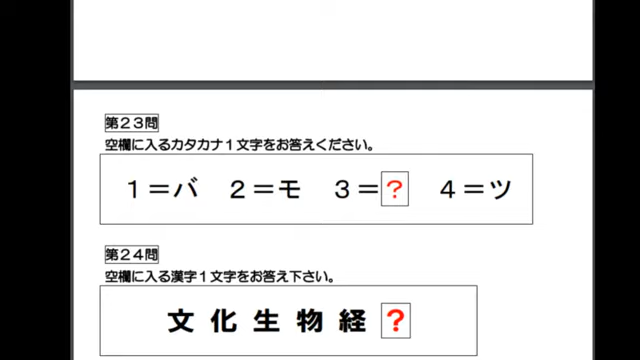 第２３問
空欄に入るカタカナ１文字をお答えください。
１＝バ　２＝モ　３＝？　４＝ツ
第２４問
空欄に入る漢字１文字をお答え下さい。
文 化 生 物 経 ？